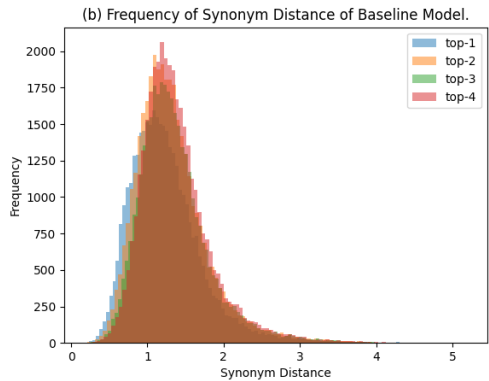 (b) Frequency of Synonym Distance of Baseline Model.
top-1
top-2
top-3
top-4
Frequency
2000
1750
1500
1250
1000
750
500
250
0
0 1 2 3 4 5
Synonym Distance